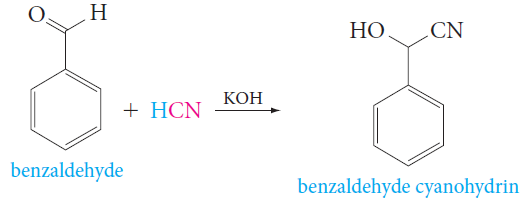 O H
HO CN
+ HCN KOH
benzaldehyde
benzaldehyde cyanohydrin